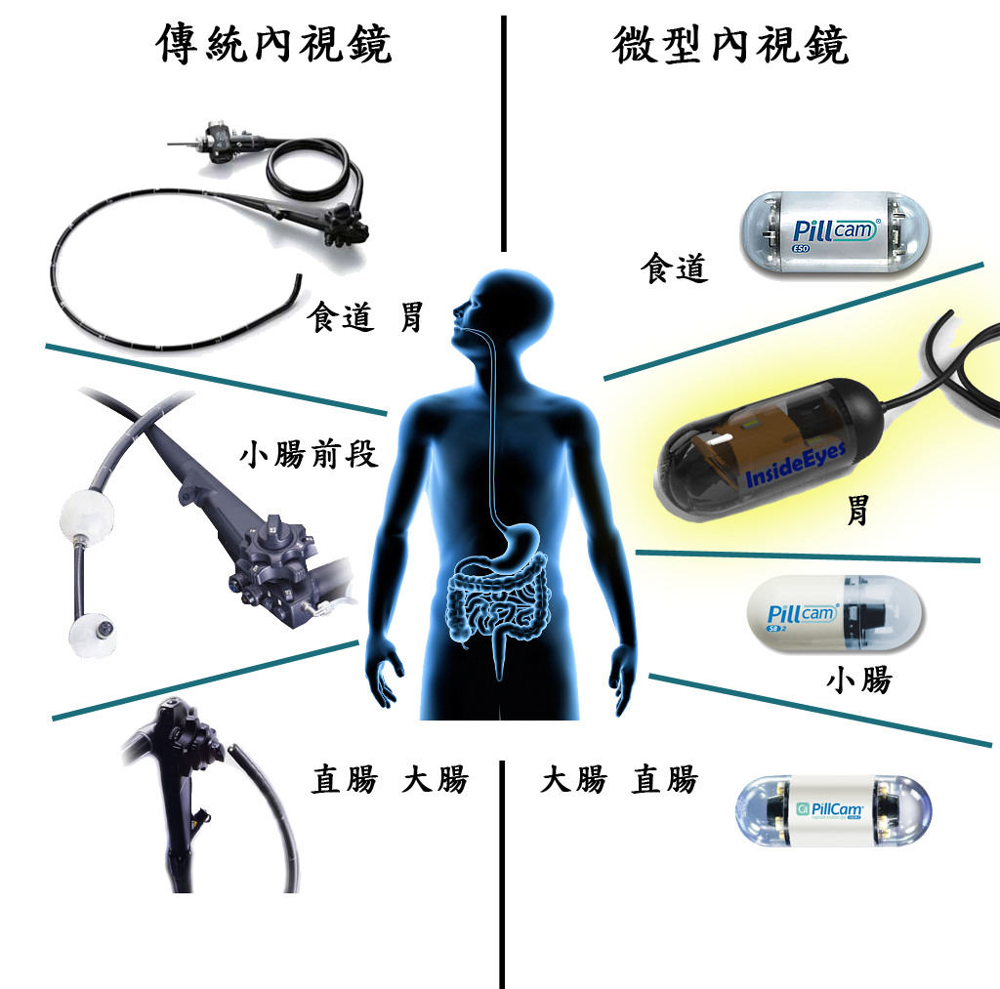 傳統內視鏡
微型內視鏡
食道 胃
小腸前段
直腸 大腸
Pillcam®
ESO
食道
InsideEyes
胃
Pillcam®
SB 2
小腸
大腸 直腸
Gi PillCam